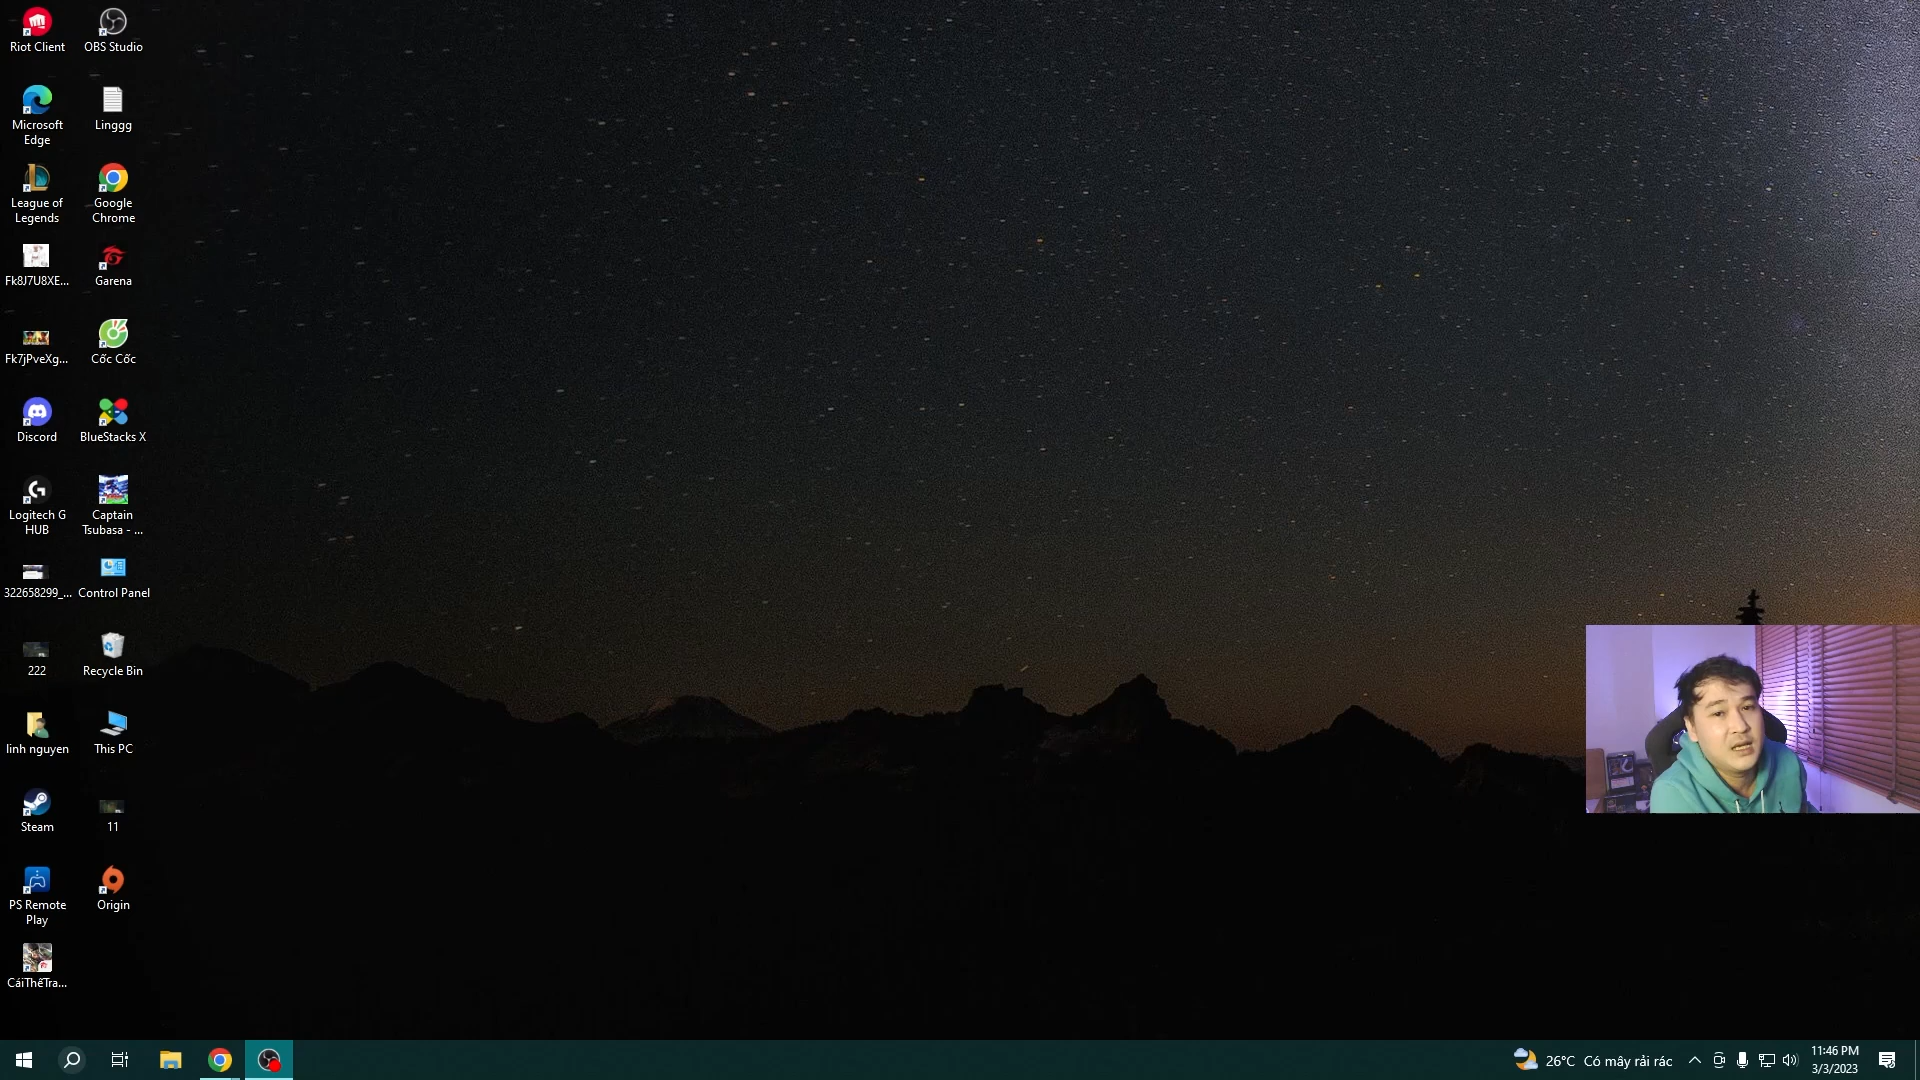 Riot Client
OBS Studio
Microsoft
Edge
Linggg
League of
Legends
Google
Chrome
Fk8J7U8XE...
Garena
Fk7jPveXg...
Cốc Cốc
Discord
BlueStacks X
Logitech G
HUB
Captain
Tsubasa - ...
322658299_...
Control Panel
222
Recycle Bin
linh nguyen
This PC
Steam
11
PS Remote
Play
Origin
CáiThếTra...
26°C Có mây rải rác
11:46 PM
3/3/2023